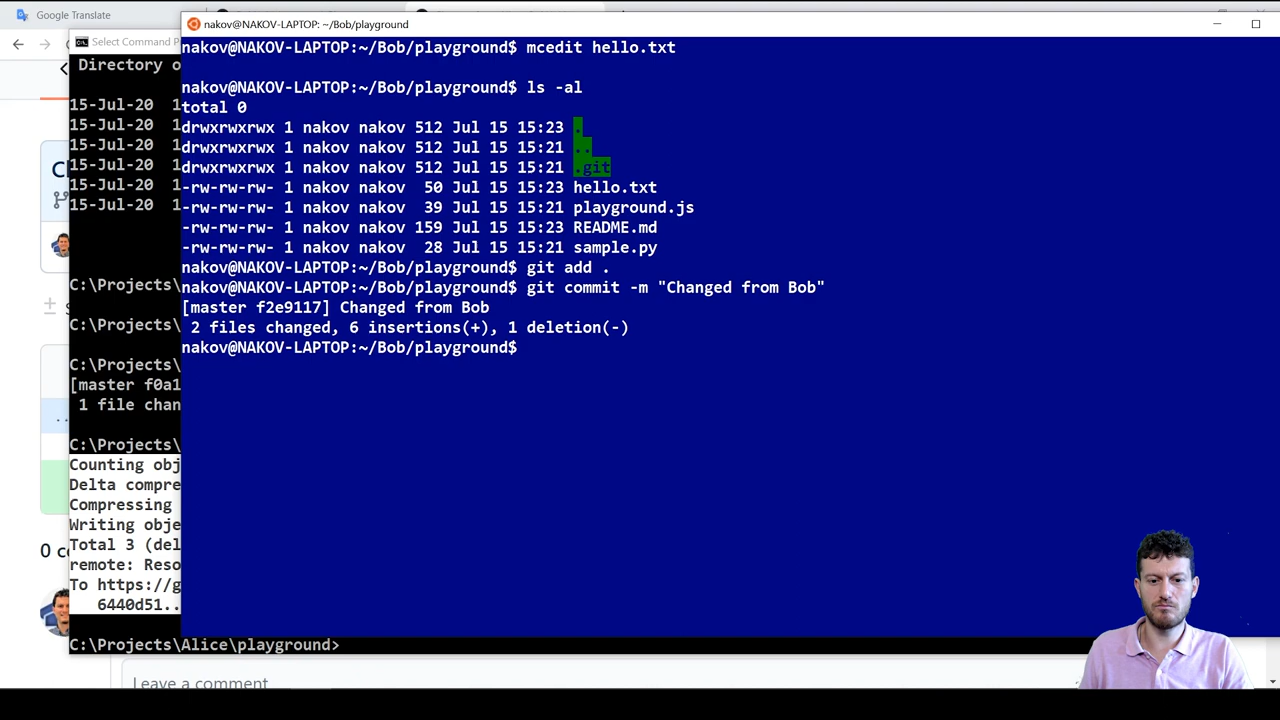 Google Translate
nakov@NAKOV-LAPTOP: ~/Bob/playground
Select Command P
nakov@NAKOV-LAPTOP:~/Bob/playground$ mcedit hello.txt
Directory o
nakov@NAKOV-LAPTOP:~/Bob/playground$ ls -al
15-Jul-20 1
total 0
15-Jul-20 1
drwxrwxrwx 1 nakov nakov 512 Jul 15 15:23 .
15-Jul-20 1
drwxrwxrwx 1 nakov nakov 512 Jul 15 15:21 ..
15-Jul-20 1
drwxrwxrwx 1 nakov nakov 512 Jul 15 15:21 .git
15-Jul-20 1
-rw-rw-rw- 1 nakov nakov 50 Jul 15 15:23 hello.txt
15-Jul-20 1
-rw-rw-rw- 1 nakov nakov 39 Jul 15 15:21 playground.js
-rw-rw-rw- 1 nakov nakov 159 Jul 15 15:23 README.md
-rw-rw-rw- 1 nakov nakov 28 Jul 15 15:21 sample.py
nakov@NAKOV-LAPTOP:~/Bob/playground$ git add .
C:\Projects\
nakov@NAKOV-LAPTOP:~/Bob/playground$ git commit -m "Changed from Bob"
[master f2e9117] Changed from Bob
C:\Projects\
2 files changed, 6 insertions(+), 1 deletion(-)
nakov@NAKOV-LAPTOP:~/Bob/playground$
C:\Projects\
[master f0a1
1 file chan
..
C:\Projects\
Counting obj
Delta compre
Compressing
Writing obje
Total 3 (del
0 c
remote: Reso
To https://g
6440d51..
C:\Projects\Alice\playground>
Leave a comment